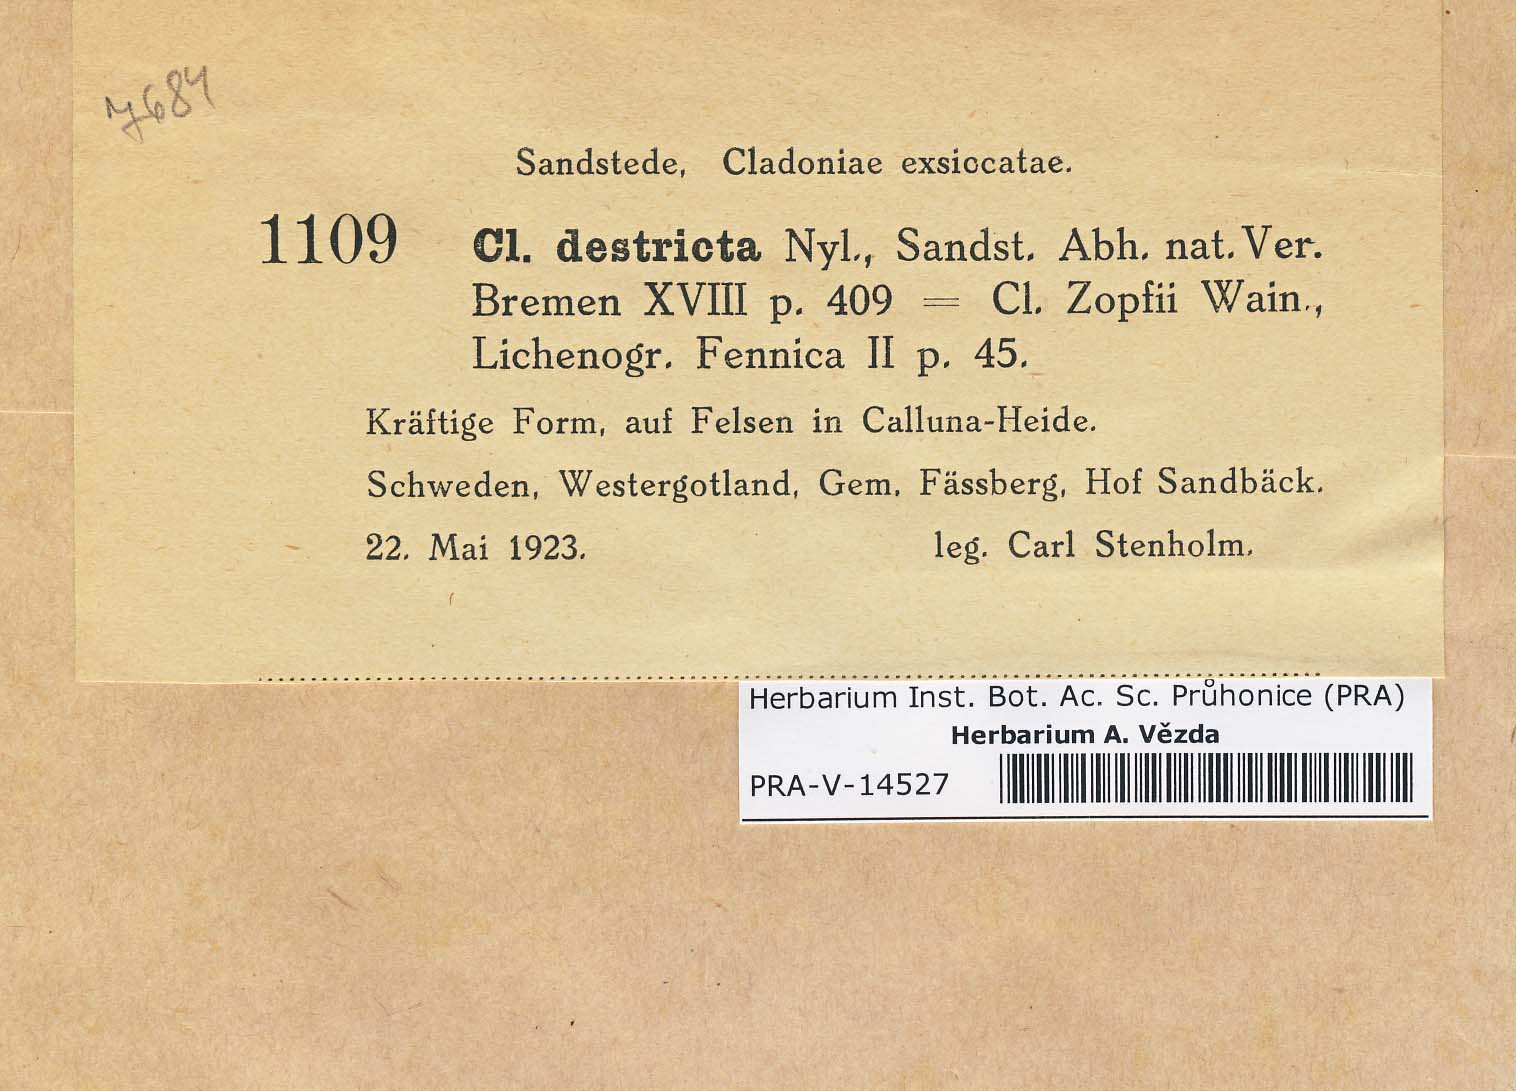 7684
Sandstede, Cladoniae exsiccatae.
1109 Cl. destricta Nyl., Sandst. Abh. nat. Ver.
Bremen XVIII p. 409 = Cl. Zopfii Wain.,
Lichenogr. Fennica II p. 45.
Kräftige Form, auf Felsen in Calluna-Heide.
Schweden, Westergotland, Gem. Fässberg, Hof Sandbäck.
22. Mai 1923. leg. Carl Stenholm.
Herbarium Inst. Bot. Ac. Sc. Průhonice (PRA)
Herbarium A. Vězda
PRA-V-14527